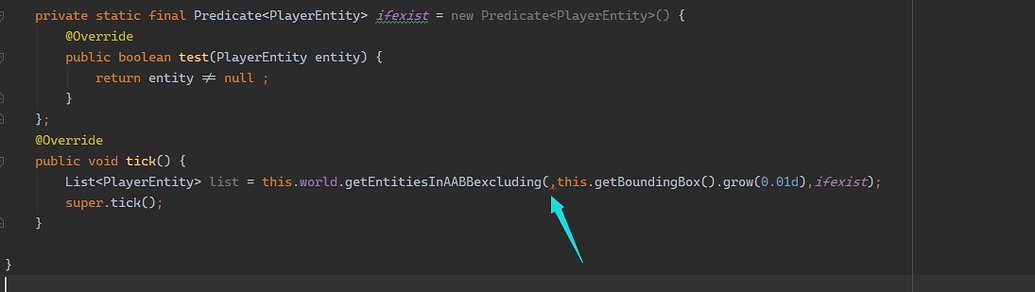 private static final Predicate<PlayerEntity> ifexist = new Predicate<PlayerEntity>() {
@Override
public boolean test(PlayerEntity entity) {
return entity ≠ null ;
}
};
@Override
public void tick() {
List<PlayerEntity> list = this.world.getEntitiesInAABBexcluding(,this.getBoundingBox().grow(0.01d),ifexist);
super.tick();
}
}